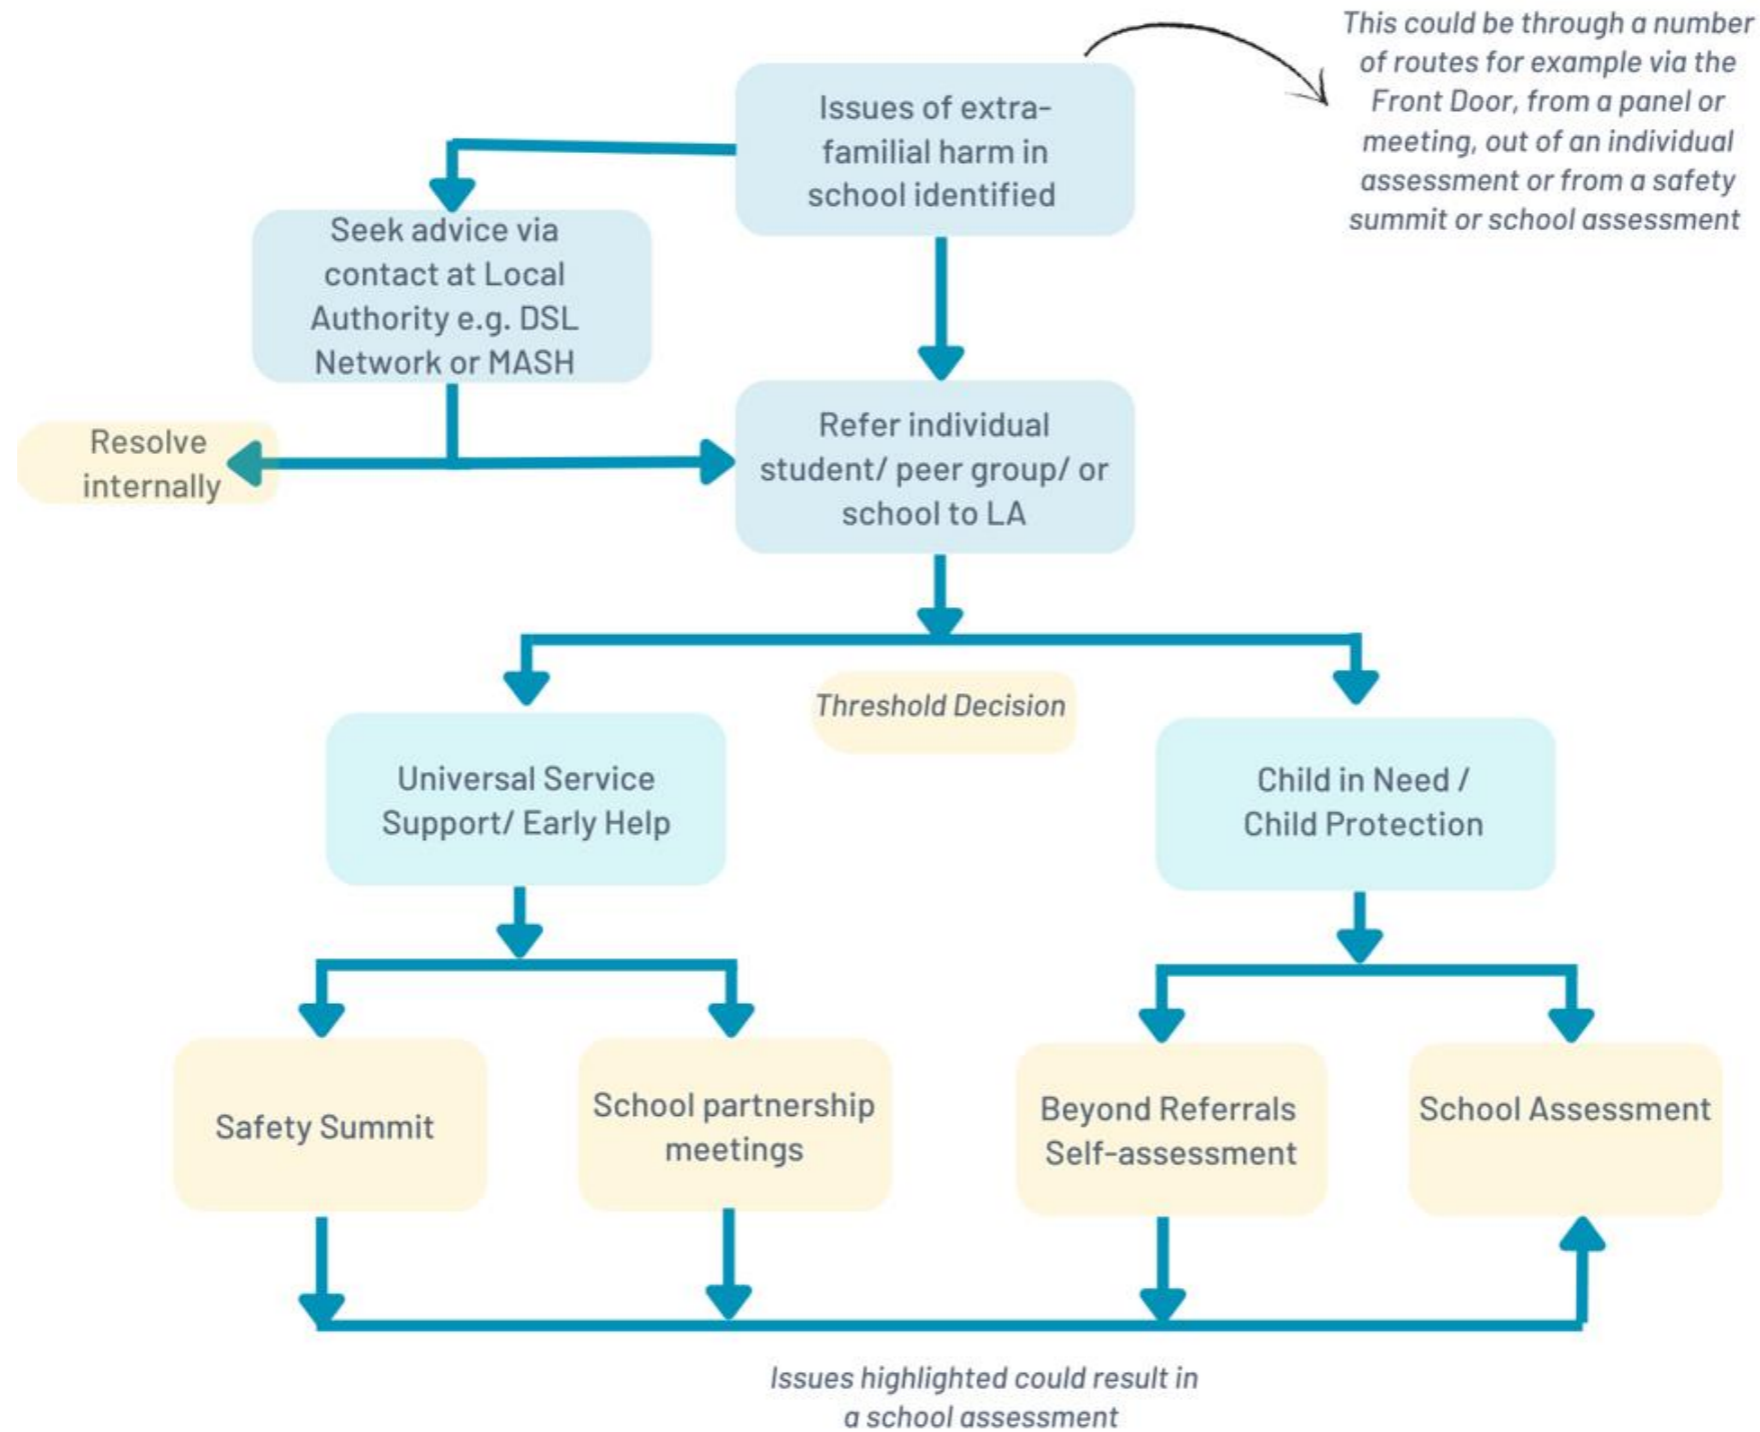 This could be through a number
of routes for example via the
Front Door, from a panel or
meeting, out of an individual
assessment or from a safety
summit or school assessment
Issues of extra-
familial harm in
school identified
Seek advice via
contact at Local
Authority e.g. DSL
Network or MASH
Resolve
internally
Refer individual
student/ peer group/ or
school to LA
Threshold Decision
Universal Service
Support/ Early Help
Child in Need /
Child Protection
Safety Summit
School partnership
meetings
Beyond Referrals
Self-assessment
School Assessment
Issues highlighted could result in
a school assessment